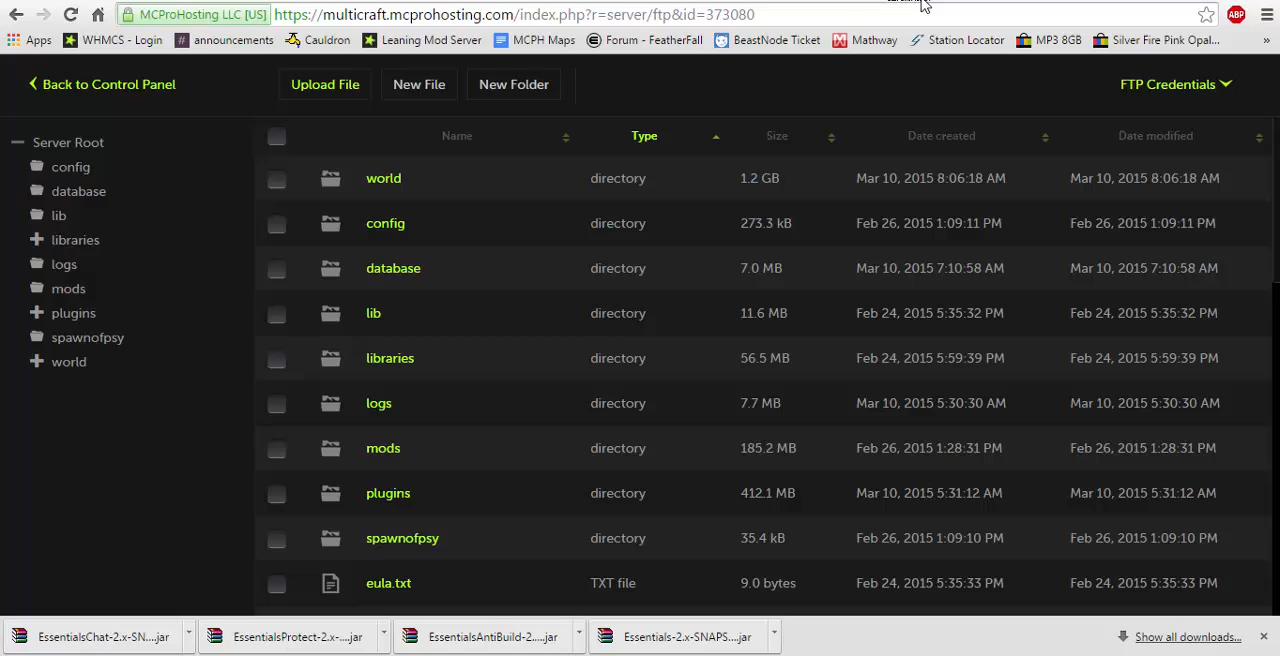 MCProHosting LLC [US] https://multicraft.mcprohosting.com/index.php?r=server/ftp&id=373080 ABP
Apps WHMCS - Login # announcements Cauldron Leaning Mod Server MCPH Maps Forum - FeatherFall BeastNode Ticket Mathway Station Locator MP3 8GB Silver Fire Pink Opal... »
Back to Control Panel Upload File New File New Folder FTP Credentials
Server Root
config
database
lib
libraries
logs
mods
plugins
spawnofpsy
world
Name Type Size Date created Date modified
world directory 1.2 GB Mar 10, 2015 8:06:18 AM Mar 10, 2015 8:06:18 AM
config directory 273.3 kB Feb 26, 2015 1:09:11 PM Feb 26, 2015 1:09:11 PM
database directory 7.0 MB Mar 10, 2015 7:10:58 AM Mar 10, 2015 7:10:58 AM
lib directory 11.6 MB Feb 24, 2015 5:35:32 PM Feb 24, 2015 5:35:32 PM
libraries directory 56.5 MB Feb 24, 2015 5:59:39 PM Feb 24, 2015 5:59:39 PM
logs directory 7.7 MB Mar 10, 2015 5:30:30 AM Mar 10, 2015 5:30:30 AM
mods directory 185.2 MB Feb 26, 2015 1:28:31 PM Feb 26, 2015 1:28:31 PM
plugins directory 412.1 MB Mar 10, 2015 5:31:12 AM Mar 10, 2015 5:31:12 AM
spawnofpsy directory 35.4 kB Feb 26, 2015 1:09:10 PM Feb 26, 2015 1:09:10 PM
eula.txt TXT file 9.0 bytes Feb 24, 2015 5:35:33 PM Feb 24, 2015 5:35:33 PM
EssentialsChat-2.x-SN....jar EssentialsProtect-2.x-....jar EssentialsAntiBuild-2.....jar Essentials-2.x-SNAPS....jar Show all downloads...